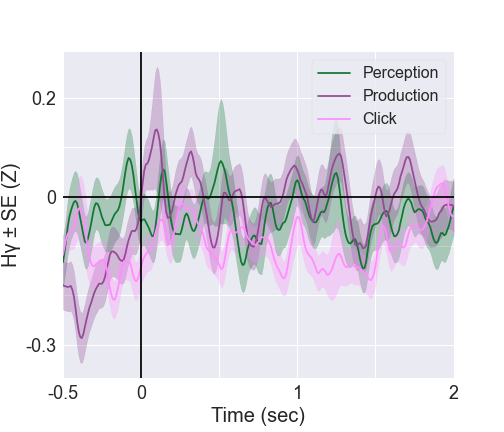 Perception
Production
Click
0.2
0
-0.3
Hγ ± SE (Z)
-0.5
0
1
2
Time (sec)